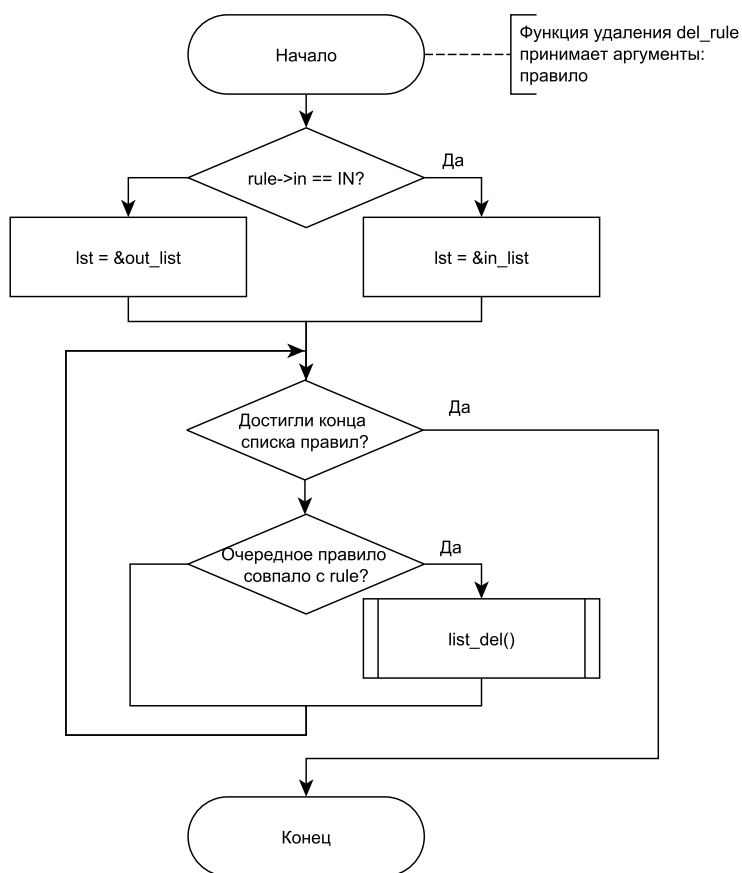 Начало
Функция удаления del_rule
принимает аргументы:
правило
rule->in == IN?
Да
lst = &out_list
lst = &in_list
Достигли конца
списка правил?
Да
Очередное правило
совпало с rule?
Да
list_del()
Конец